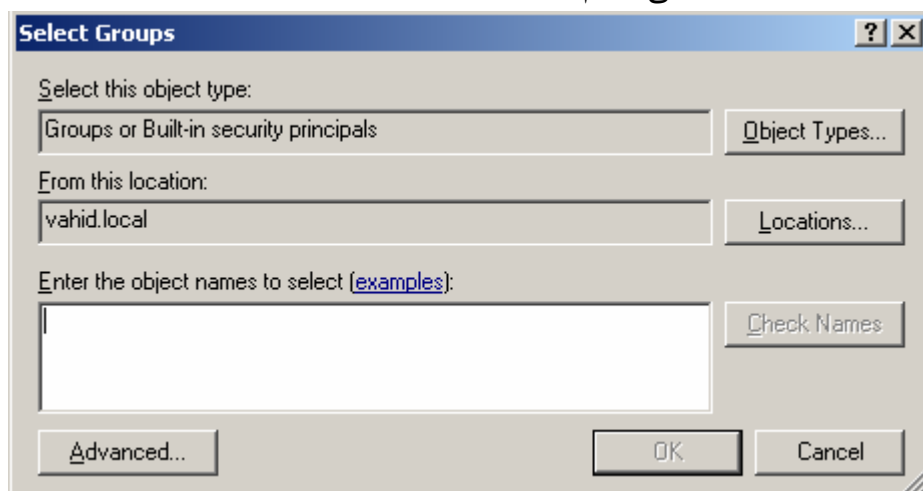 Select Groups
Select this object type:
Groups or Built-in security principals
Object Types...
From this location:
vahid.local
Locations...
Enter the object names to select (examples):
Check Names
Advanced...
OK
Cancel